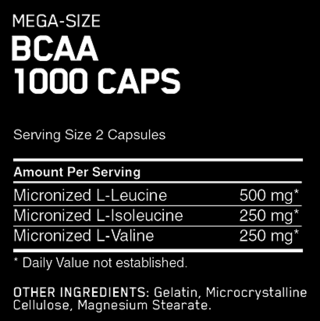 MEGA-SIZE
BCAA
1000 CAPS
Serving Size 2 Capsules
Amount Per Serving
Micronized L-Leucine 500 mg*
Micronized L-Isoleucine 250 mg*
Micronized L-Valine 250 mg*
* Daily Value not established.
OTHER INGREDIENTS: Gelatin, Microcrystalline
Cellulose, Magnesium Stearate.